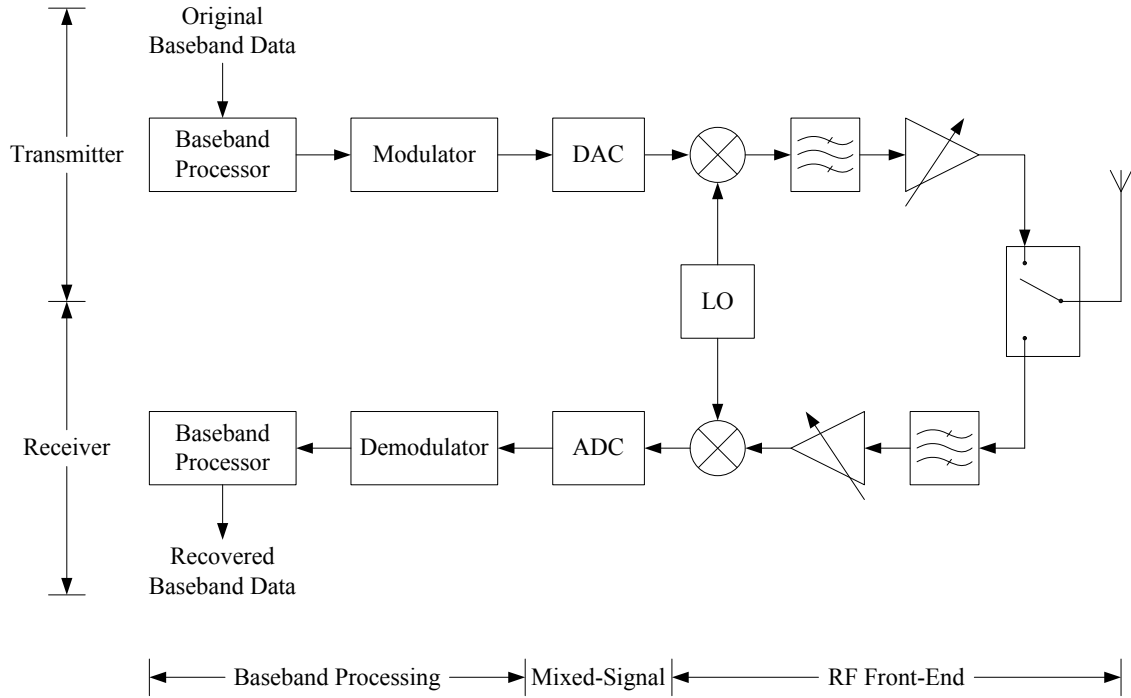 Original
Baseband Data
Transmitter
Baseband
Processor
Modulator
DAC
LO
Receiver
Baseband
Processor
Demodulator
ADC
Recovered
Baseband Data
Baseband Processing
Mixed-Signal
RF Front-End